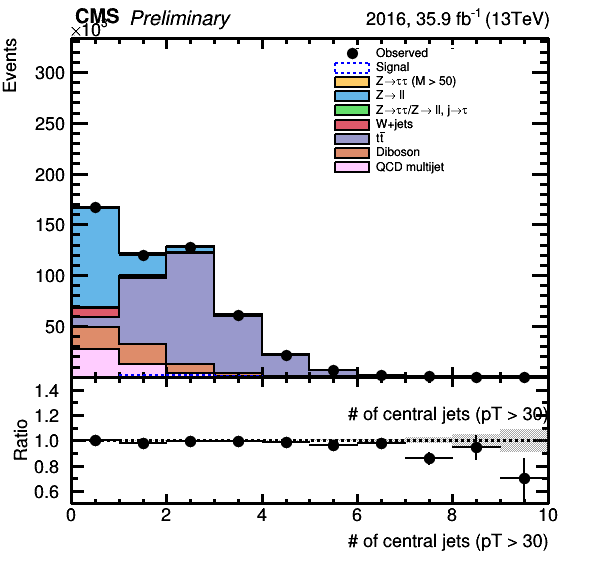 CMS Preliminary 2016, 35.9 fb⁻¹ (13TeV)
×10³
Events
Observed
Signal
Z→ττ (M > 50)
Z→ ll
Z→ττ/Z→ ll, j→τ
W+jets
tt̄
Diboson
QCD multijet
300
250
200
150
100
50
# of central jets (pT > 30)
Ratio
1.4
1.2
1.0
0.8
0.6
0 2 4 6 8 10
# of central jets (pT > 30)